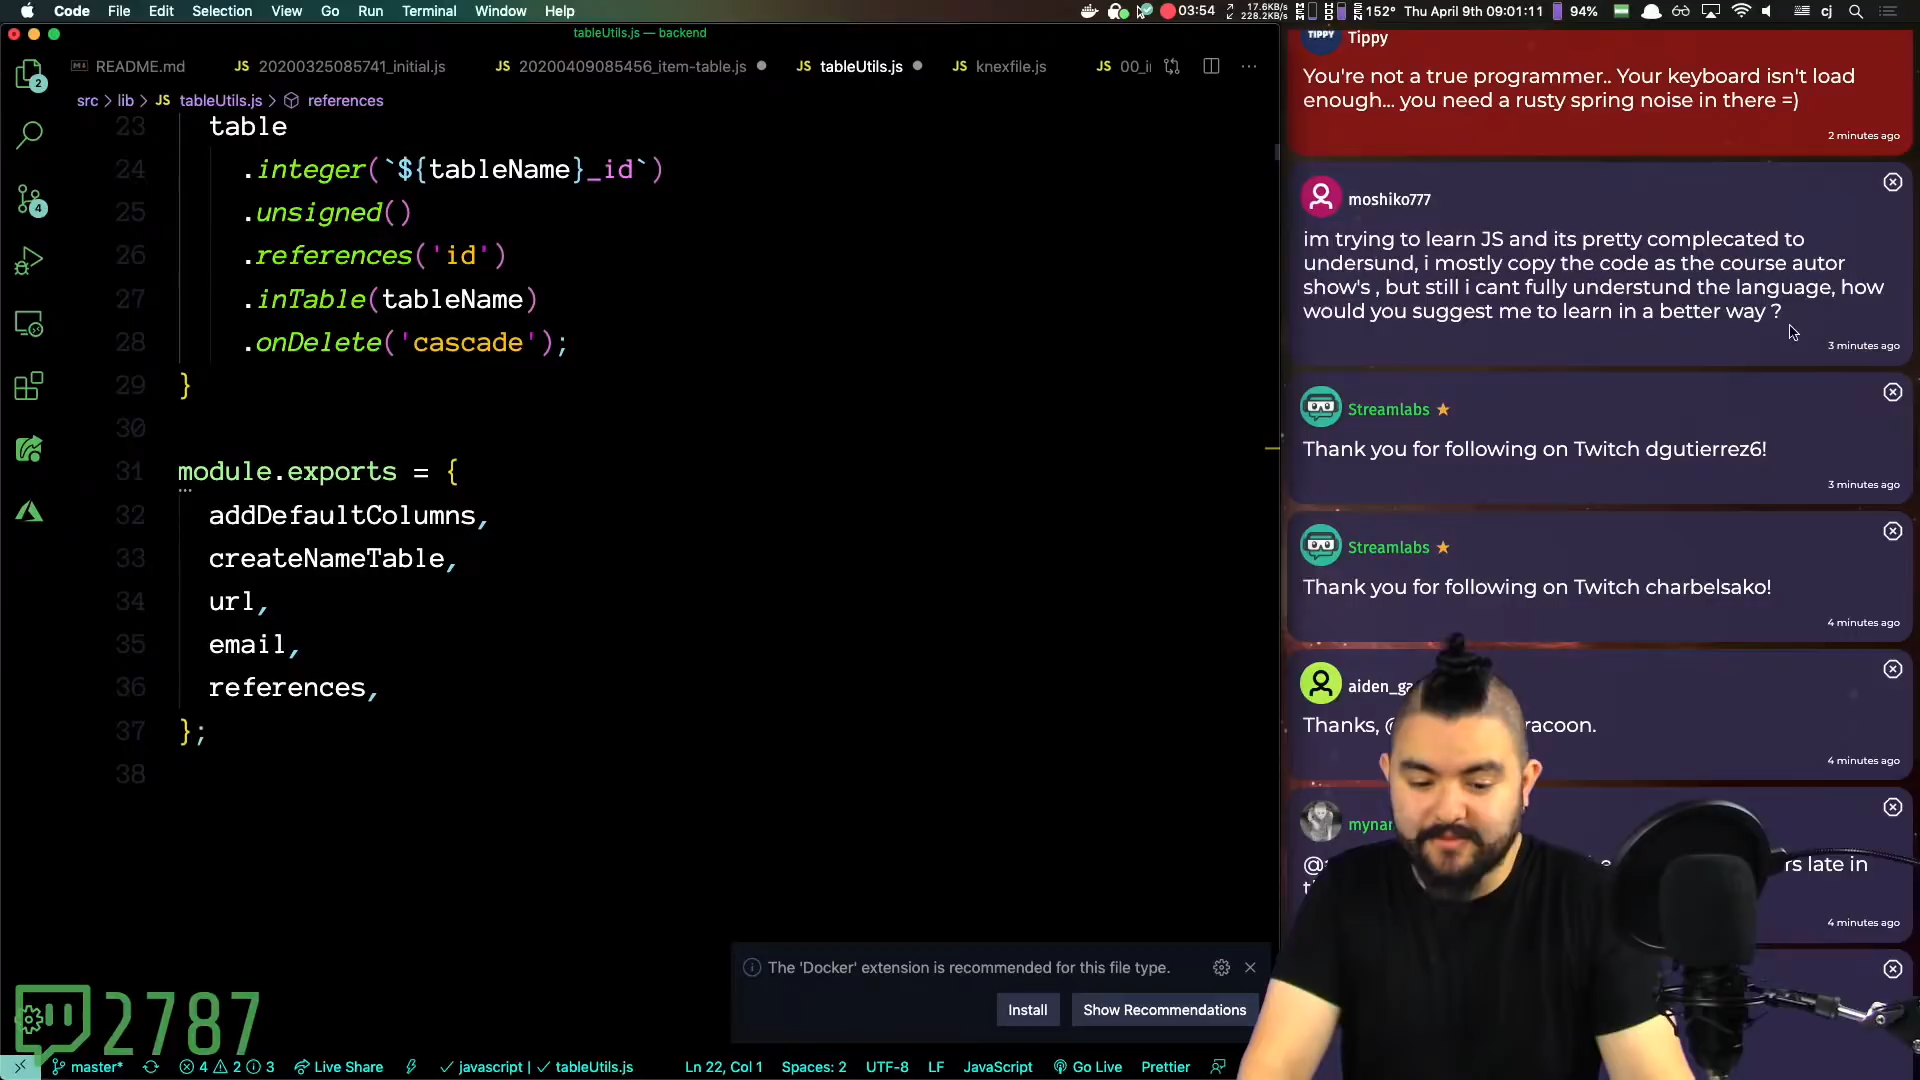 Code File Edit Selection View Go Run Terminal Window Help
03:54 17.6KB/s 228.2KB/s 152° Thu April 9th 09:01:11 94% cj
tableUtils.js — backend
README.md JS 20200325085741_initial.js JS 20200409085456_item-table.js JS tableUtils.js JS knexfile.js JS
src > lib > JS tableUtils.js > references
23 table
24 .integer(`${tableName}_id`)
25 .unsigned()
26 .references('id')
27 .inTable(tableName)
28 .onDelete('cascade');
29 }
30
31 module.exports = {
32 addDefaultColumns,
33 createNameTable,
34 url,
35 email,
36 references,
37 };
38
The 'Docker' extension is recommended for this file type.
Install Show Recommendations
2787
master* 4 2 3 Live Share javascript | tableUtils.js Ln 22, Col 1 Spaces: 2 UTF-8 LF JavaScript Go Live Prettier
TIPPY Tippy
You're not a true programmer.. Your keyboard isn't load
enough... you need a rusty spring noise in there =)
2 minutes ago
moshiko777
im trying to learn JS and its pretty complecated to
undersund, i mostly copy the code as the course autor
show's , but still i cant fully understund the language, how
would you suggest me to learn in a better way ?
3 minutes ago
Streamlabs
Thank you for following on Twitch dgutierrez6!
3 minutes ago
Streamlabs
Thank you for following on Twitch charbelsako!
4 minutes ago
Thanks,
4 minutes ago
late in
4 minutes ago